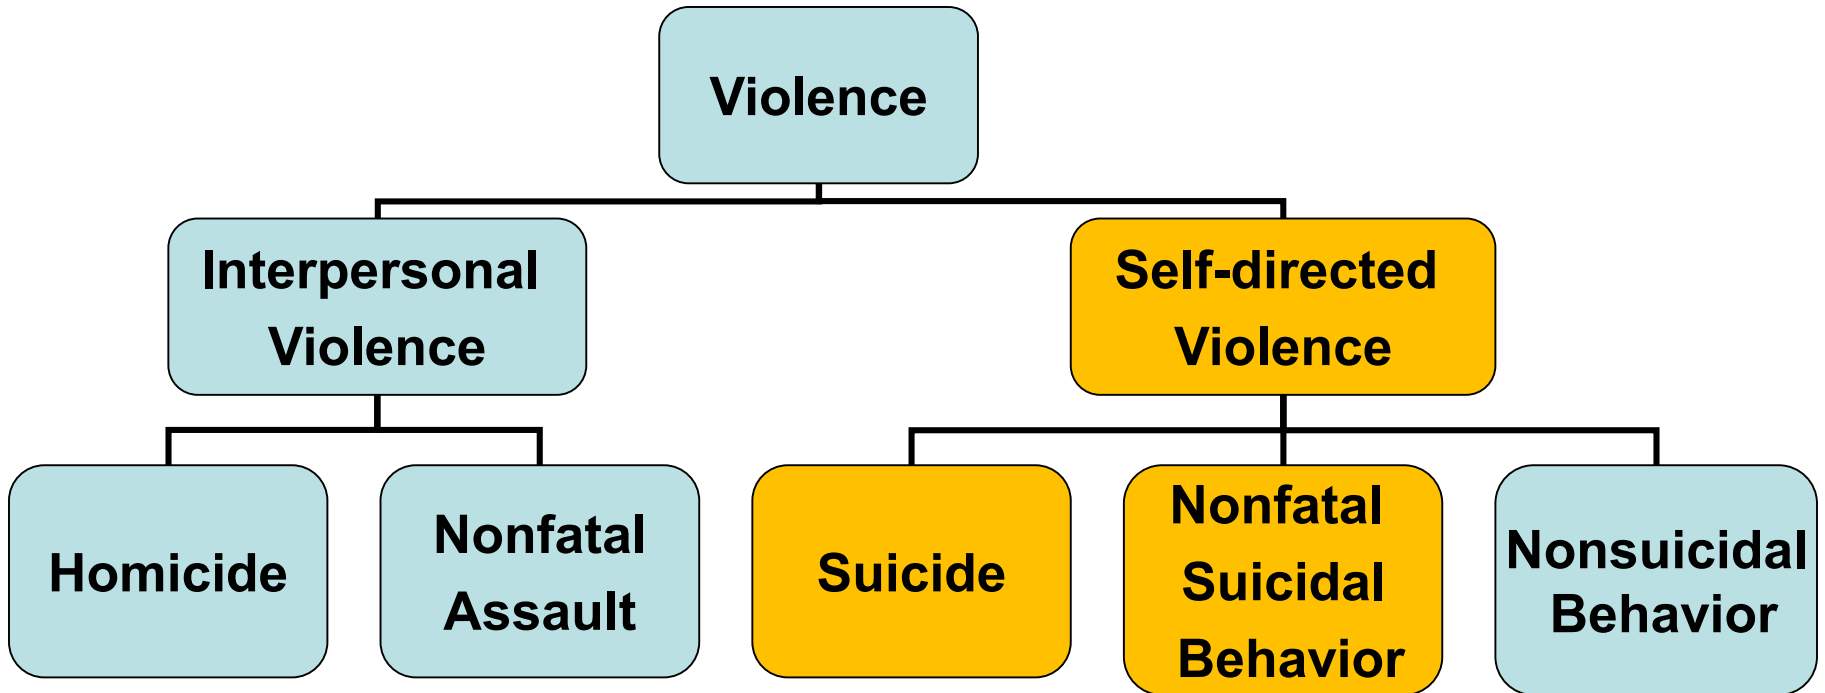 Violence
Interpersonal
Violence
Self-directed
Violence
Homicide
Nonfatal
Assault
Suicide
Nonfatal
Suicidal
Behavior
Nonsuicidal
Behavior